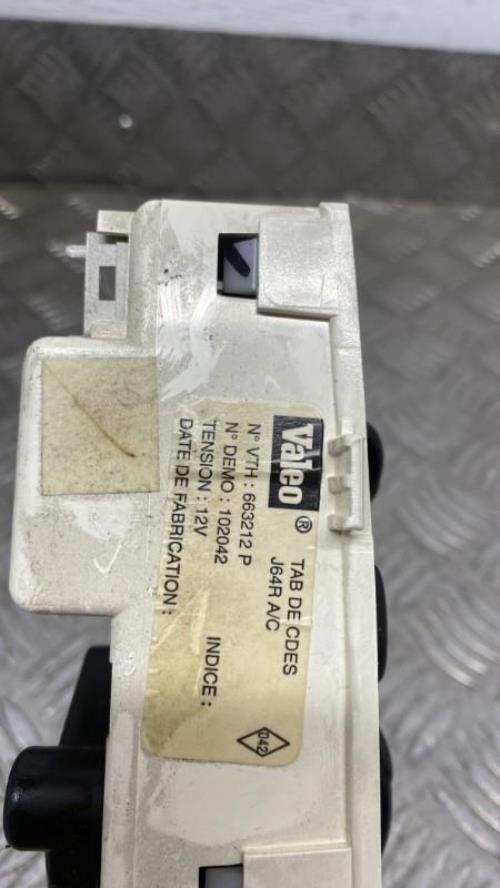 Valeo ®
TAB DE CDES
J64R A/C
N° VTH : 663212 P
N° DEMO : 102042
TENSION : 12V
DATE DE FABRICATION :
INDICE :
042